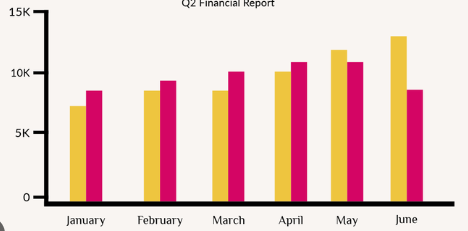 Q2 Financial Report
15K
10K
5K
0
January February March April May June